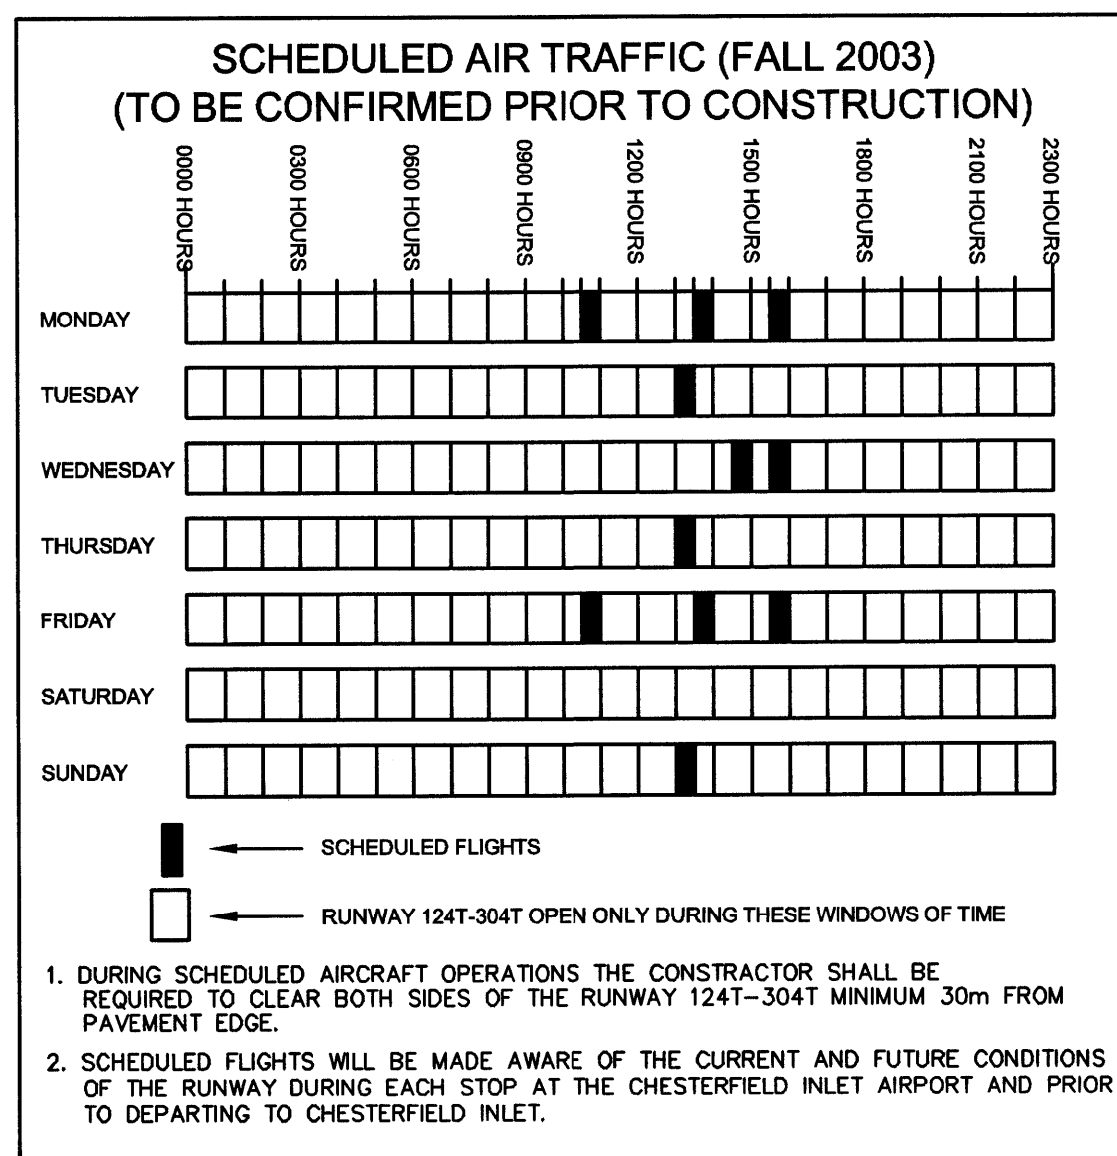 SCHEDULED AIR TRAFFIC (FALL 2003)
(TO BE CONFIRMED PRIOR TO CONSTRUCTION)
0000 HOURS
0300 HOURS
0600 HOURS
0900 HOURS
1200 HOURS
1500 HOURS
1800 HOURS
2100 HOURS
2300 HOURS
MONDAY
TUESDAY
WEDNESDAY
THURSDAY
FRIDAY
SATURDAY
SUNDAY
SCHEDULED FLIGHTS
RUNWAY 124T-304T OPEN ONLY DURING THESE WINDOWS OF TIME
1. DURING SCHEDULED AIRCRAFT OPERATIONS THE CONSTRACTOR SHALL BE
REQUIRED TO CLEAR BOTH SIDES OF THE RUNWAY 124T-304T MINIMUM 30m FROM
PAVEMENT EDGE.
2. SCHEDULED FLIGHTS WILL BE MADE AWARE OF THE CURRENT AND FUTURE CONDITIONS
OF THE RUNWAY DURING EACH STOP AT THE CHESTERFIELD INLET AIRPORT AND PRIOR
TO DEPARTING TO CHESTERFIELD INLET.